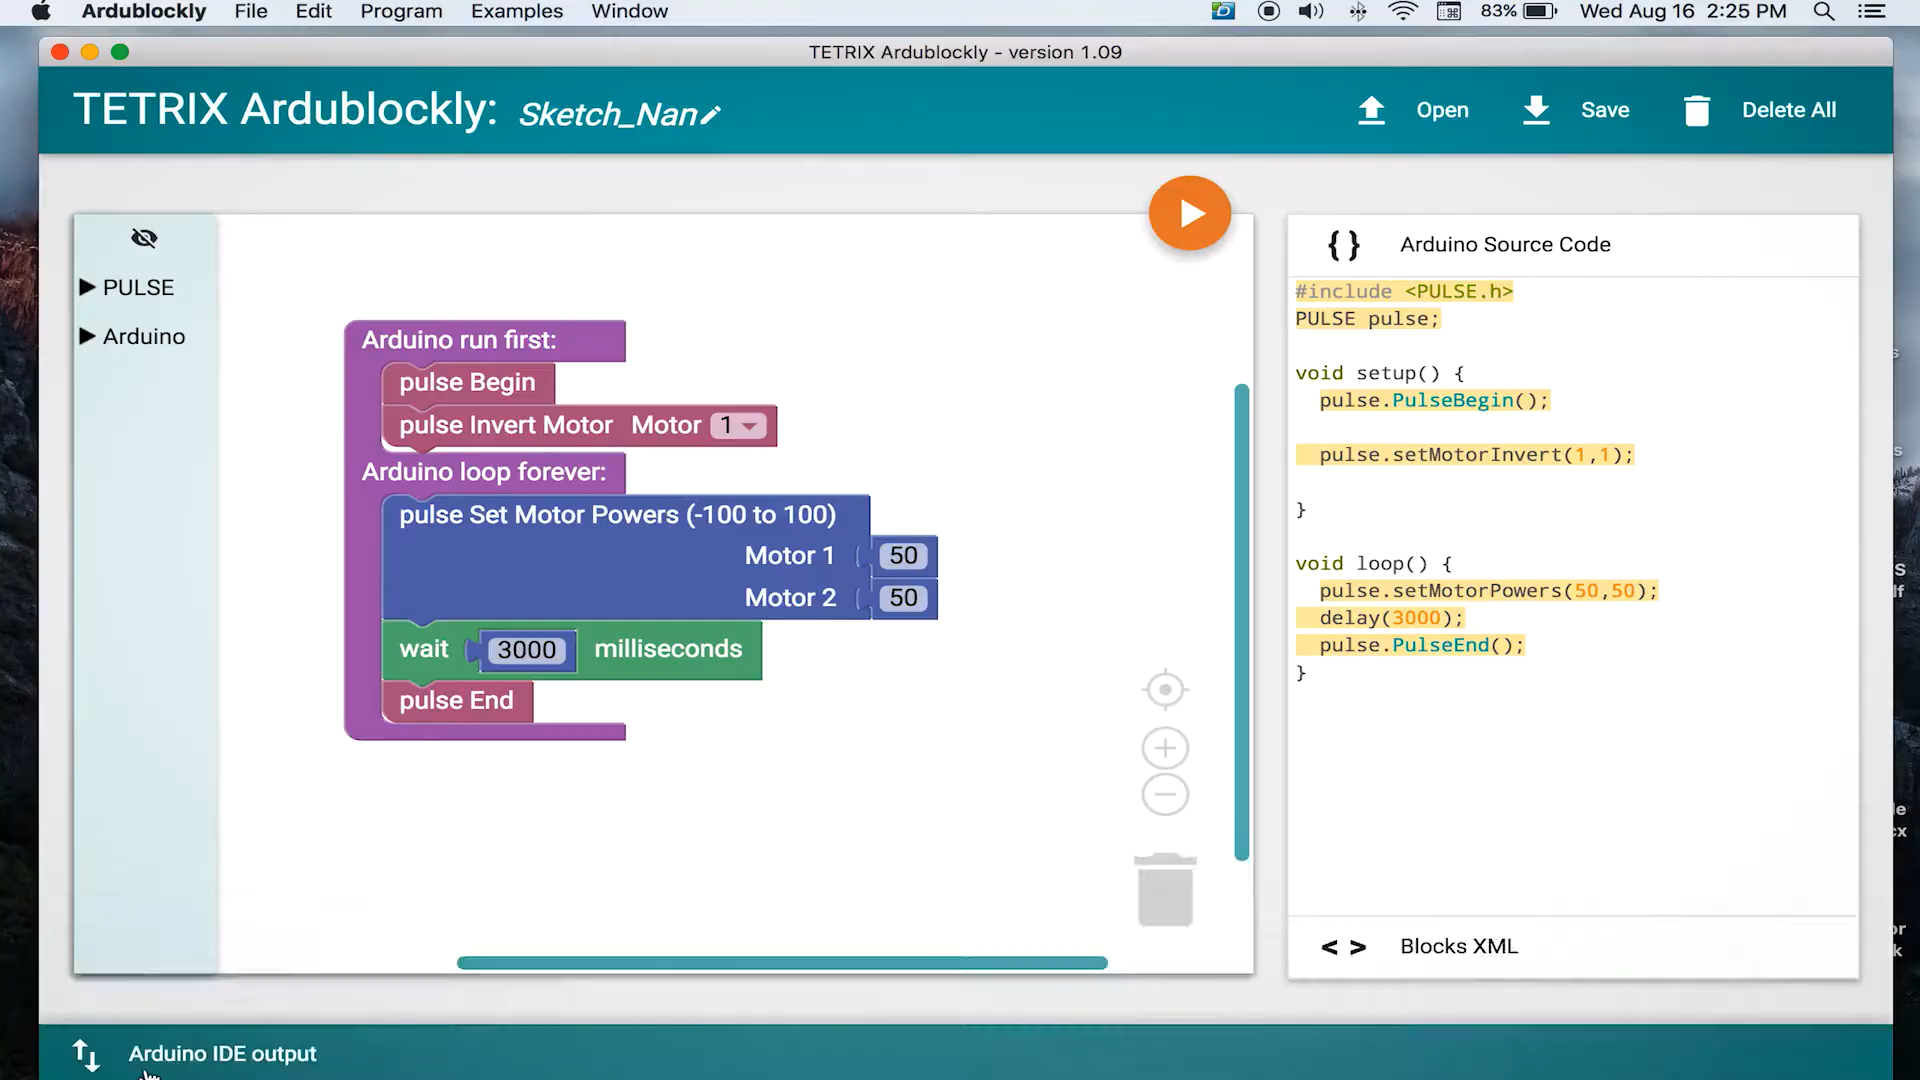 Ardublockly File Edit Program Examples Window 83% Wed Aug 16 2:25 PM
TETRIX Ardublockly - version 1.09
TETRIX Ardublockly: Sketch_Nan Open Save Delete All
PULSE
Arduino
Arduino run first:
pulse Begin
pulse Invert Motor Motor 1
Arduino loop forever:
pulse Set Motor Powers (-100 to 100)
Motor 1 50
Motor 2 50
wait 3000 milliseconds
pulse End
{ } Arduino Source Code
#include <PULSE.h>
PULSE pulse;
void setup() {
pulse.PulseBegin();
pulse.setMotorInvert(1,1);
}
void loop() {
pulse.setMotorPowers(50,50);
delay(3000);
pulse.PulseEnd();
}
< > Blocks XML
Arduino IDE output